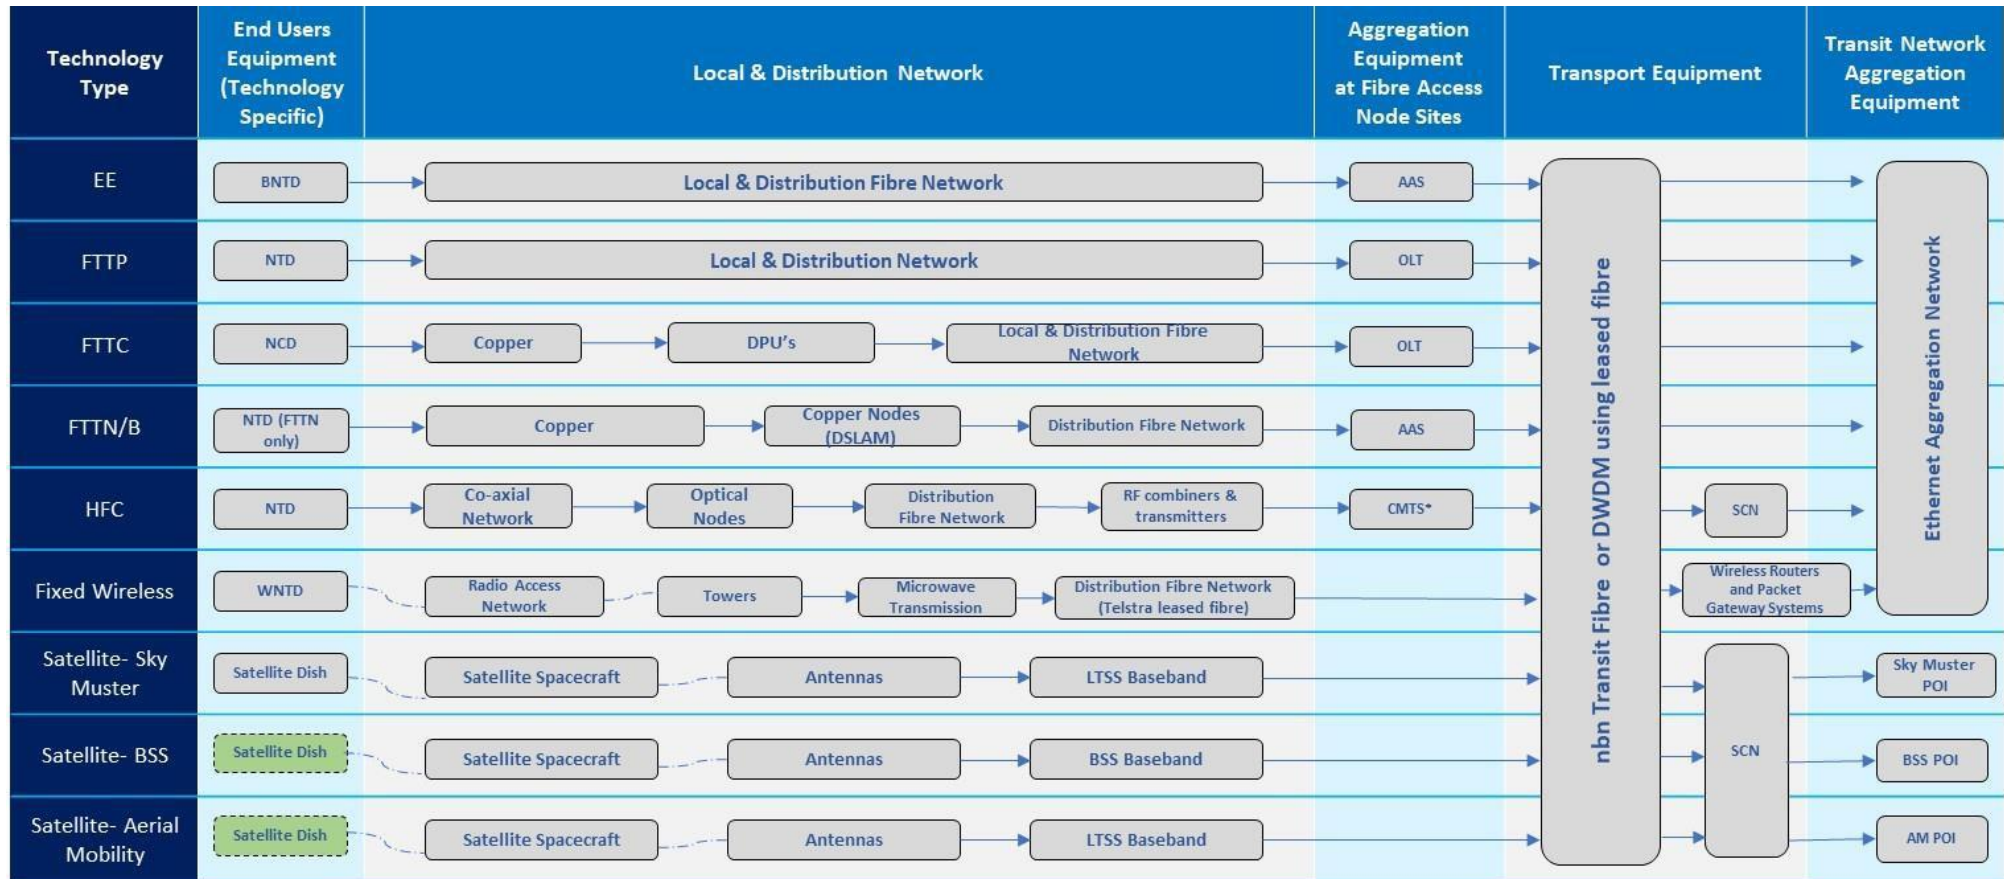 Technology
Type
End Users
Equipment
(Technology
Specific)
Local & Distribution Network
Aggregation
Equipment
at Fibre Access
Node Sites
Transport Equipment
Transit Network
Aggregation
Equipment
EE
BNTD
Local & Distribution Fibre Network
AAS
FTTP
NTD
Local & Distribution Network
OLT
FTTC
NCD
Copper
DPU's
Local & Distribution Fibre
Network
OLT
FTTN/B
NTD (FTTN
only)
Copper
Copper Nodes
(DSLAM)
Distribution Fibre Network
AAS
HFC
NTD
Co-axial
Network
Optical
Nodes
Distribution
Fibre Network
RF combiners &
transmitters
CMTS*
SCN
Fixed Wireless
WNTD
Radio Access
Network
Towers
Microwave
Transmission
Distribution Fibre Network
(Telstra leased fibre)
Wireless Routers
and Packet
Gateway Systems
nbn Transit Fibre or DWDM using leased fibre
Ethernet Aggregation Network
Satellite- Sky
Muster
Satellite Dish
Satellite Spacecraft
Antennas
LTSS Baseband
Sky Muster
POI
Satellite- BSS
Satellite Dish
Satellite Spacecraft
Antennas
BSS Baseband
SCN
BSS POI
Satellite- Aerial
Mobility
Satellite Dish
Satellite Spacecraft
Antennas
LTSS Baseband
AM POI